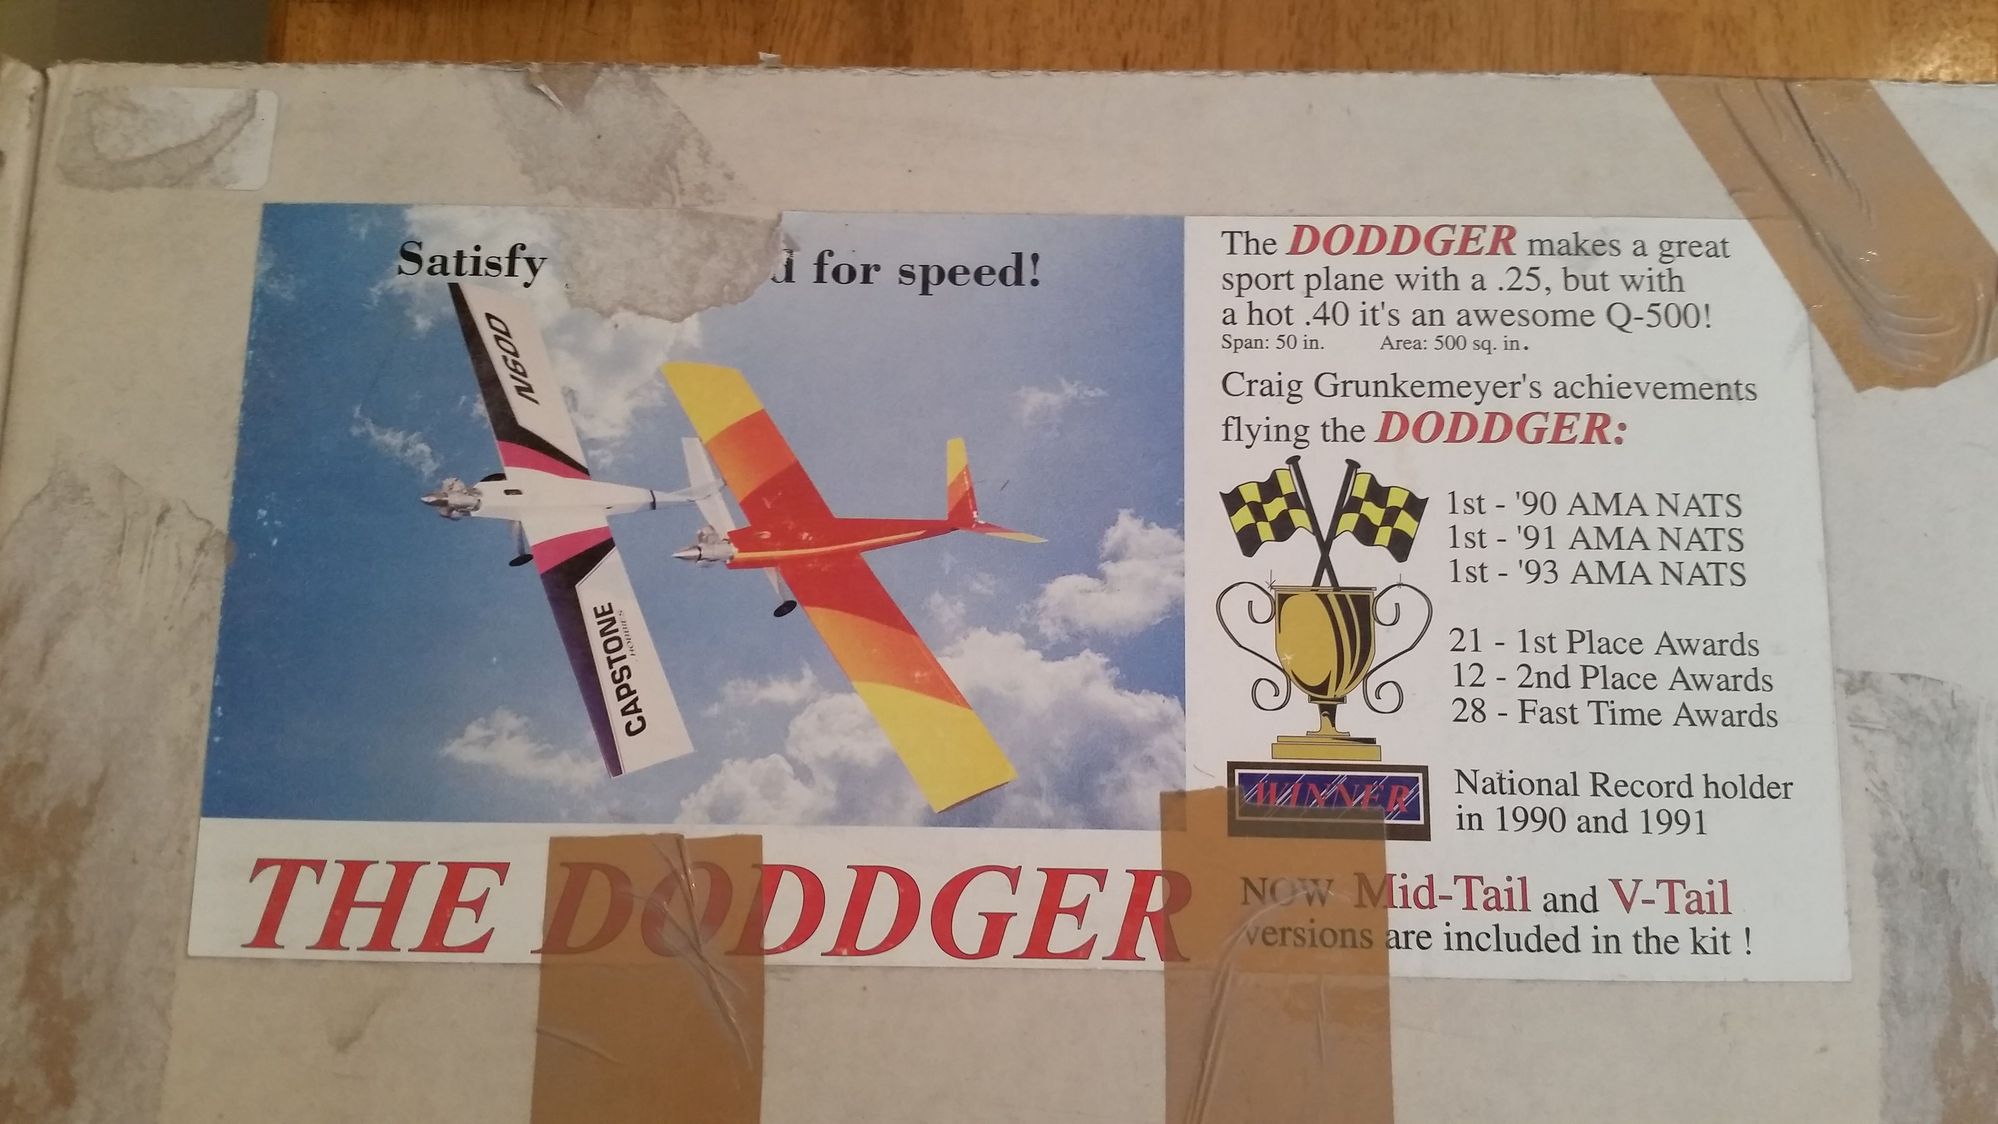 Satisfy d for speed!
N60D
CAPSTONE
HOBBIES
THE DODDGER
The DODDGER makes a great
sport plane with a .25, but with
a hot .40 it's an awesome Q-500!
Span: 50 in. Area: 500 sq. in.
Craig Grunkemeyer's achievements
flying the DODDGER:
1st - '90 AMA NATS
1st - '91 AMA NATS
1st - '93 AMA NATS
21 - 1st Place Awards
12 - 2nd Place Awards
28 - Fast Time Awards
WINNER
National Record holder
in 1990 and 1991
NOW Mid-Tail and V-Tail
versions are included in the kit !